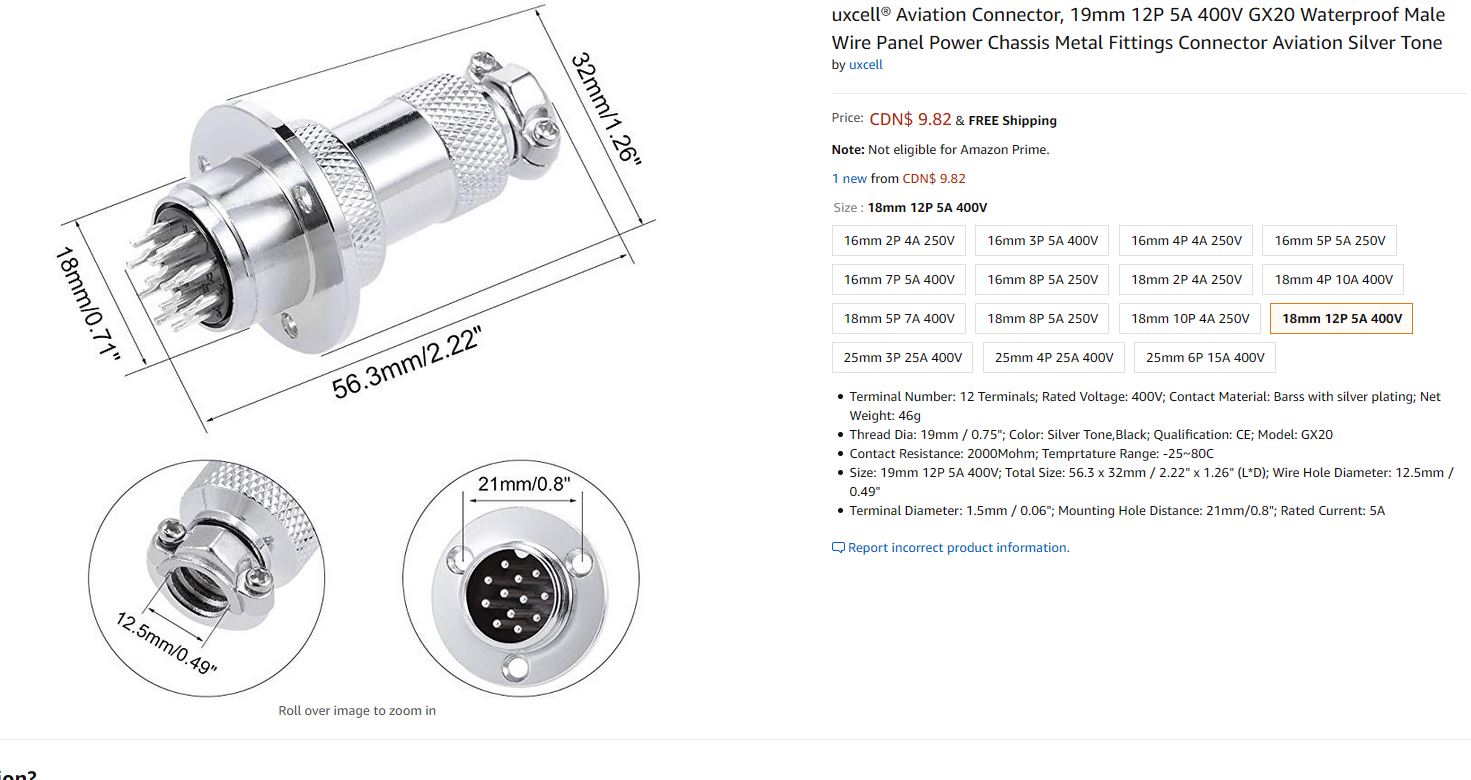 32mm/1.26"
18mm/0.71"
56.3mm/2.22"
12.5mm/0.49"
21mm/0.8"
Roll over image to zoom in
uxcell® Aviation Connector, 19mm 12P 5A 400V GX20 Waterproof Male
Wire Panel Power Chassis Metal Fittings Connector Aviation Silver Tone
by uxcell
Price: CDN$ 9.82 & FREE Shipping
Note: Not eligible for Amazon Prime.
1 new from CDN$ 9.82
Size : 18mm 12P 5A 400V
16mm 2P 4A 250V 16mm 3P 5A 400V 16mm 4P 4A 250V 16mm 5P 5A 250V
16mm 7P 5A 400V 16mm 8P 5A 250V 18mm 2P 4A 250V 18mm 4P 10A 400V
18mm 5P 7A 400V 18mm 8P 5A 250V 18mm 10P 4A 250V 18mm 12P 5A 400V
25mm 3P 25A 400V 25mm 4P 25A 400V 25mm 6P 15A 400V
• Terminal Number: 12 Terminals; Rated Voltage: 400V; Contact Material: Barss with silver plating; Net
Weight: 46g
• Thread Dia: 19mm / 0.75"; Color: Silver Tone,Black; Qualification: CE; Model: GX20
• Contact Resistance: 2000Mohm; Temprtature Range: -25~80C
• Size: 19mm 12P 5A 400V; Total Size: 56.3 x 32mm / 2.22" x 1.26" (L*D); Wire Hole Diameter: 12.5mm /
0.49"
• Terminal Diameter: 1.5mm / 0.06"; Mounting Hole Distance: 21mm/0.8"; Rated Current: 5A
Report incorrect product information.
ion?